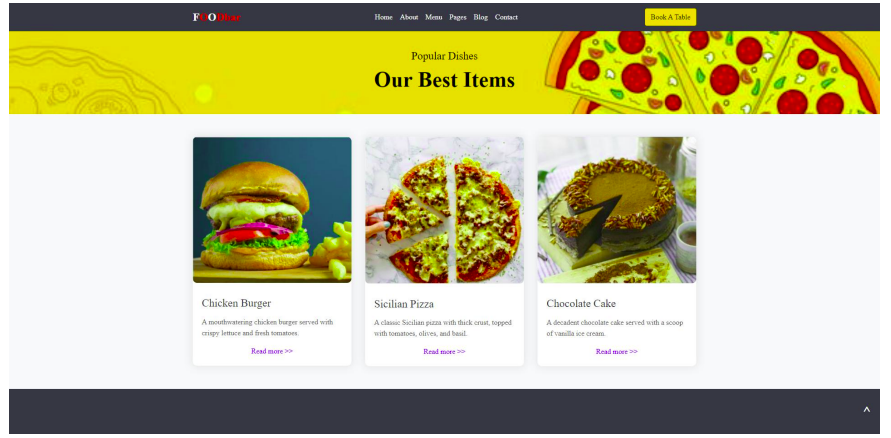 Home About Menu Pages Blog Contact
Book A Table
Popular Dishes
Our Best Items
Chicken Burger
A mouthwatering chicken burger served with
crispy lettuce and fresh tomatoes.
Read more >>
Sicilian Pizza
A classic Sicilian pizza with thick crust, topped
with tomatoes, olives, and basil.
Read more >>
Chocolate Cake
A decadent chocolate cake served with a scoop
of vanilla ice cream.
Read more >>